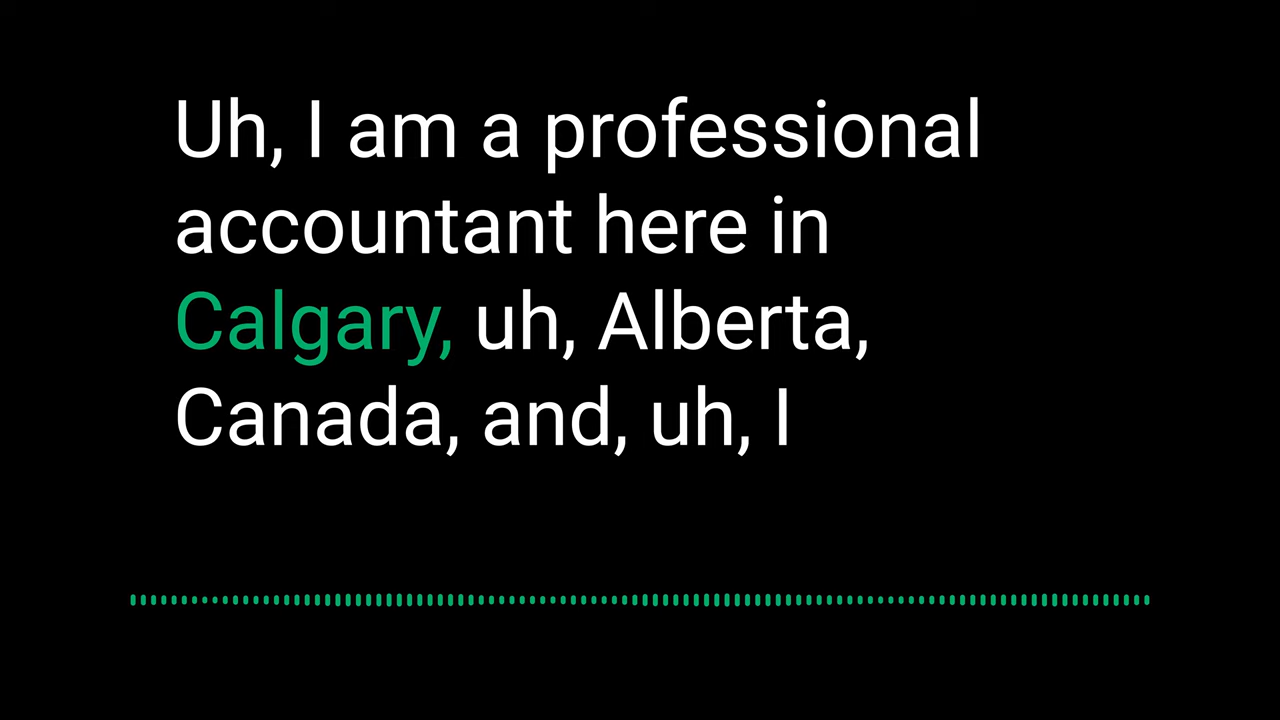 Uh, I am a professional
accountant here in
Calgary, uh, Alberta,
Canada, and, uh, I